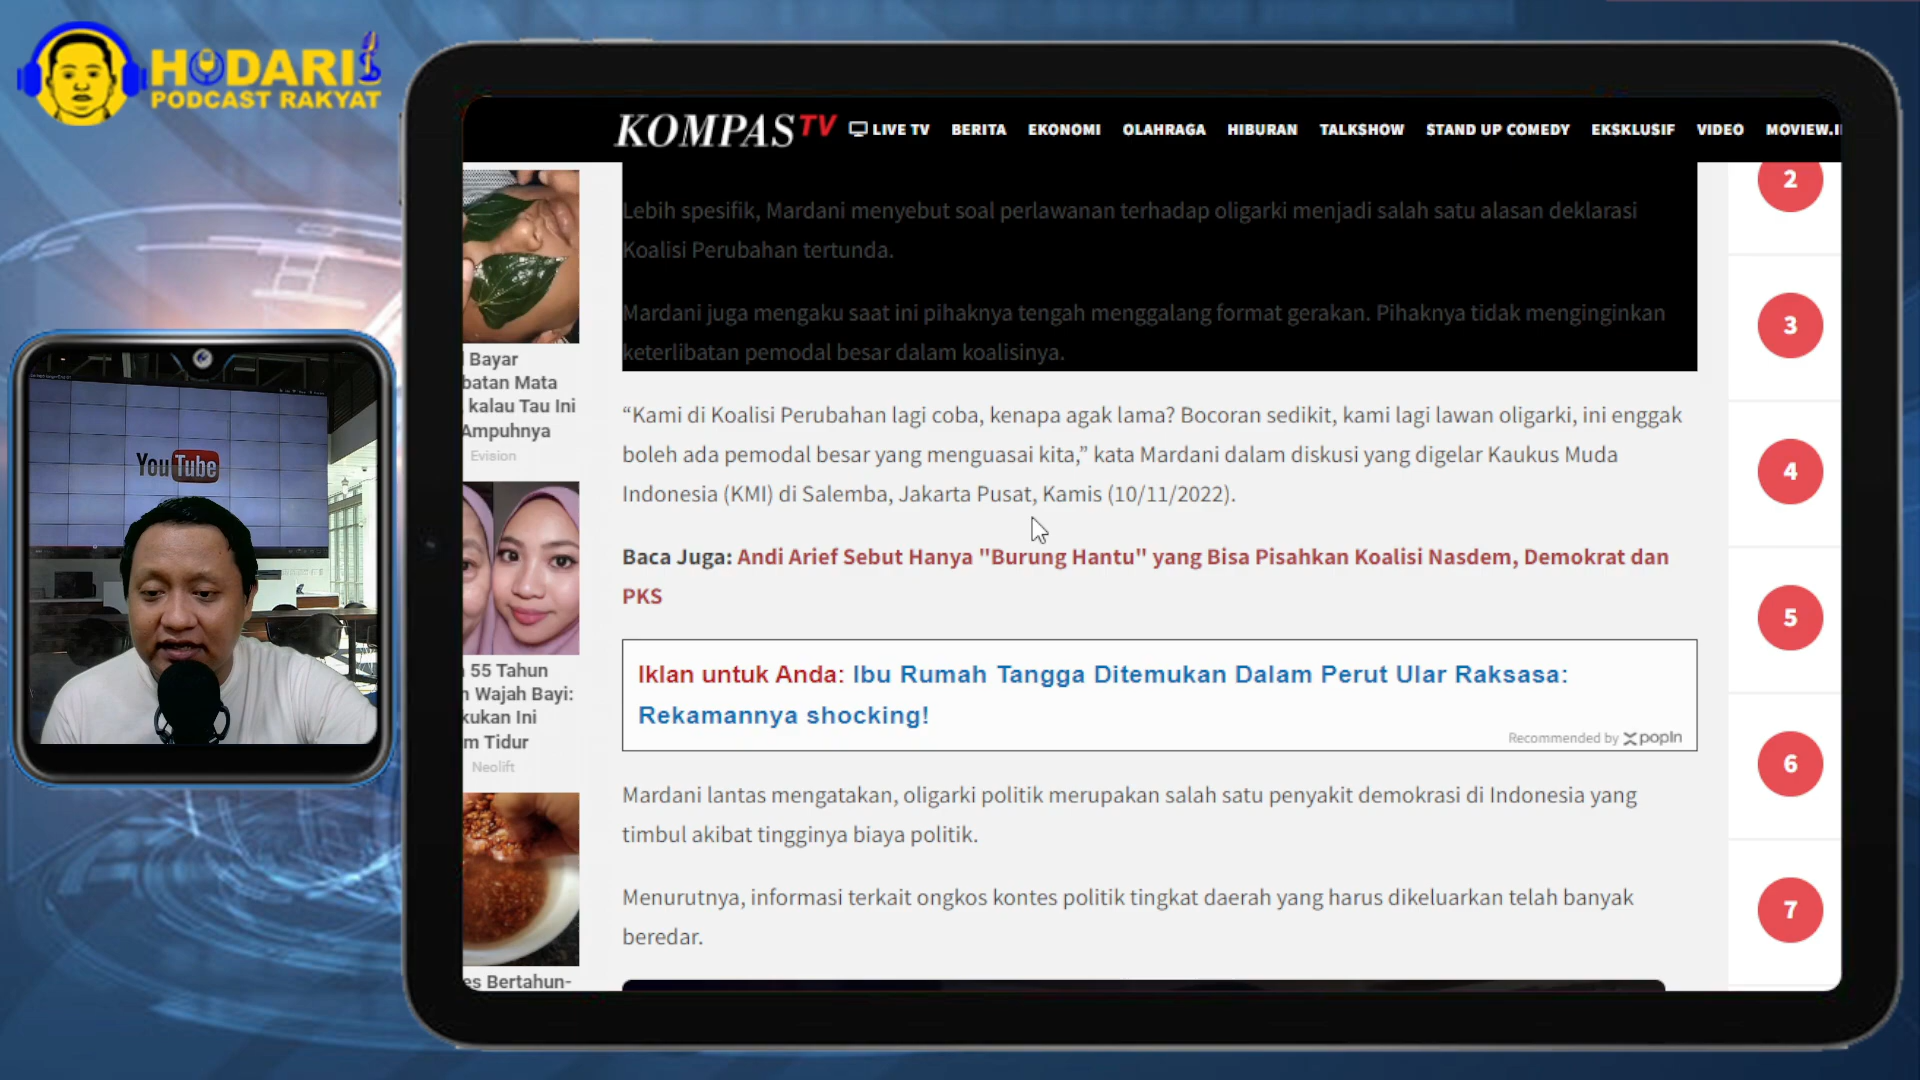 HODARI
PODCAST RAKYAT
YouTube
KOMPASTV
LIVE TV BERITA EKONOMI OLAHRAGA HIBURAN TALKSHOW STAND UP COMEDY EKSKLUSIF VIDEO MOVIEW.I
Lebih spesifik, Mardani menyebut soal perlawanan terhadap oligarki menjadi salah satu alasan deklarasi
Koalisi Perubahan tertunda.
Mardani juga mengaku saat ini pihaknya tengah menggalang format gerakan. Pihaknya tidak menginginkan
keterlibatan pemodal besar dalam koalisinya.
“Kami di Koalisi Perubahan lagi coba, kenapa agak lama? Bocoran sedikit, kami lagi lawan oligarki, ini enggak
boleh ada pemodal besar yang menguasai kita,” kata Mardani dalam diskusi yang digelar Kaukus Muda
Indonesia (KMI) di Salemba, Jakarta Pusat, Kamis (10/11/2022).
Baca Juga: Andi Arief Sebut Hanya "Burung Hantu" yang Bisa Pisahkan Koalisi Nasdem, Demokrat dan
PKS
Iklan untuk Anda: Ibu Rumah Tangga Ditemukan Dalam Perut Ular Raksasa:
Rekamannya shocking!
Recommended by popIn
Mardani lantas mengatakan, oligarki politik merupakan salah satu penyakit demokrasi di Indonesia yang
timbul akibat tingginya biaya politik.
Menurutnya, informasi terkait ongkos kontes politik tingkat daerah yang harus dikeluarkan telah banyak
beredar.
Bayar
batan Mata
kalau Tau Ini
Ampuhnya
Evision
55 Tahun
n Wajah Bayi:
kukan Ini
m Tidur
Neolift
es Bertahun-
2
3
4
5
6
7